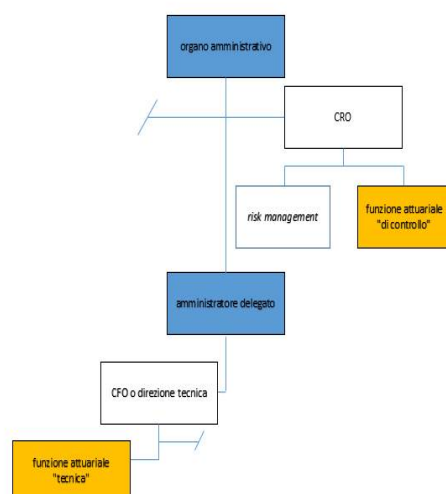 organo amministrativo
CRO
risk management
funzione attuariale
"di controllo"
amministratore delegato
CFO o direzione tecnica
funzione attuariale
"tecnica"